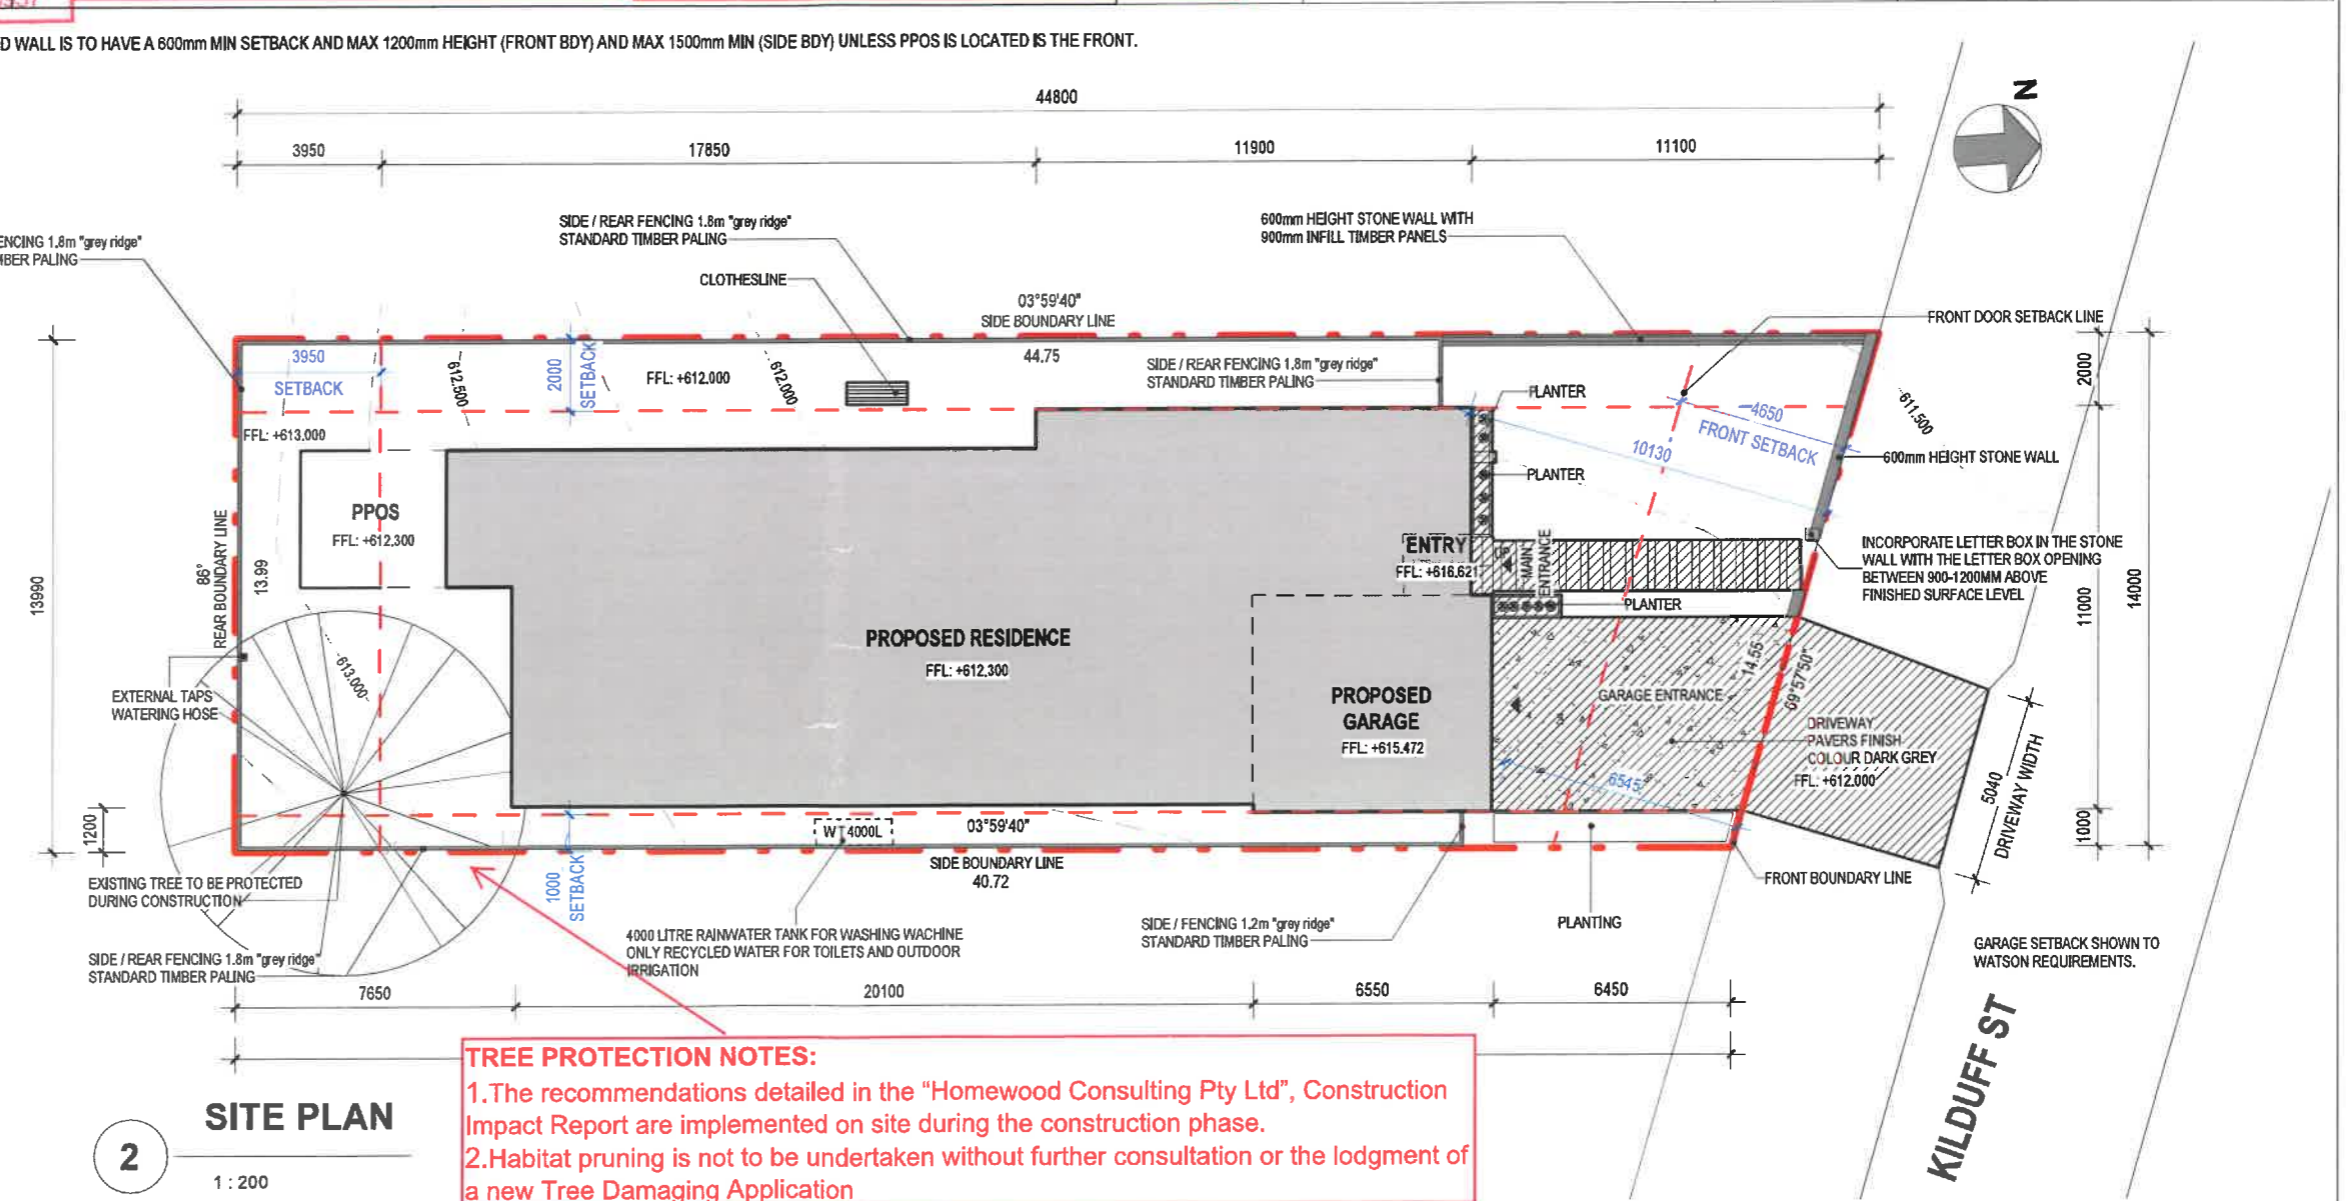 D WALL IS TO HAVE A 600mm MIN SETBACK AND MAX 1200mm HEIGHT (FRONT BDY) AND MAX 1500mm MIN (SIDE BDY) UNLESS PPOS IS LOCATED IS THE FRONT.
44800
3950
17850
11900
11100
N
SIDE / REAR FENCING 1.8m "grey ridge"
STANDARD TIMBER PALING
CLOTHESLINE
600mm HEIGHT STONE WALL WITH
900mm INFILL TIMBER PANELS
ENCING 1.8m "grey ridge"
MBER PALING
03°59'40"
SIDE BOUNDARY LINE
44.75
FRONT DOOR SETBACK LINE
3950
SETBACK
612.500
2000
SETBACK
FFL: +612.000
612.000
SIDE / REAR FENCING 1.8m "grey ridge"
STANDARD TIMBER PALING
PLANTER
4650
FRONT SETBACK
10130
611.500
2000
FFL: +613.000
600mm HEIGHT STONE WALL
PLANTER
PPOS
FFL: +612,300
86°
REAR BOUNDARY LINE
13.99
13990
ENTRY
FFL: +616.621
UP
MAIN
ENTRANCE
INCORPORATE LETTER BOX IN THE STONE
WALL WITH THE LETTER BOX OPENING
BETWEEN 900-1200MM ABOVE
FINISHED SURFACE LEVEL
PLANTER
11000
14000
PROPOSED RESIDENCE
FFL: +612.300
613.000
EXTERNAL TAPS
WATERING HOSE
PROPOSED
GARAGE
FFL: +615.472
GARAGE ENTRANCE
14.55
69°57'50"
DRIVEWAY
PAVERS FINISH
COLOUR DARK GREY
FFL: +612.000
6545
5040
DRIVEWAY WIDTH
1200
WT 4000L
03°59'40"
SIDE BOUNDARY LINE
40.72
1000
SETBACK
11000
FRONT BOUNDARY LINE
EXISTING TREE TO BE PROTECTED
DURING CONSTRUCTION
SIDE / REAR FENCING 1.8m "grey ridge"
STANDARD TIMBER PALING
4000 LITRE RAINWATER TANK FOR WASHING WACHINE
ONLY RECYCLED WATER FOR TOILETS AND OUTDOOR
IRRIGATION
SIDE / FENCING 1.2m "grey ridge"
STANDARD TIMBER PALING
PLANTING
GARAGE SETBACK SHOWN TO
WATSON REQUIREMENTS.
7650
20100
6550
6450
KILDUFF ST
TREE PROTECTION NOTES:
1.The recommendations detailed in the “Homewood Consulting Pty Ltd”, Construction
Impact Report are implemented on site during the construction phase.
2.Habitat pruning is not to be undertaken without further consultation or the lodgment of
a new Tree Damaging Application
2
SITE PLAN
1 : 200